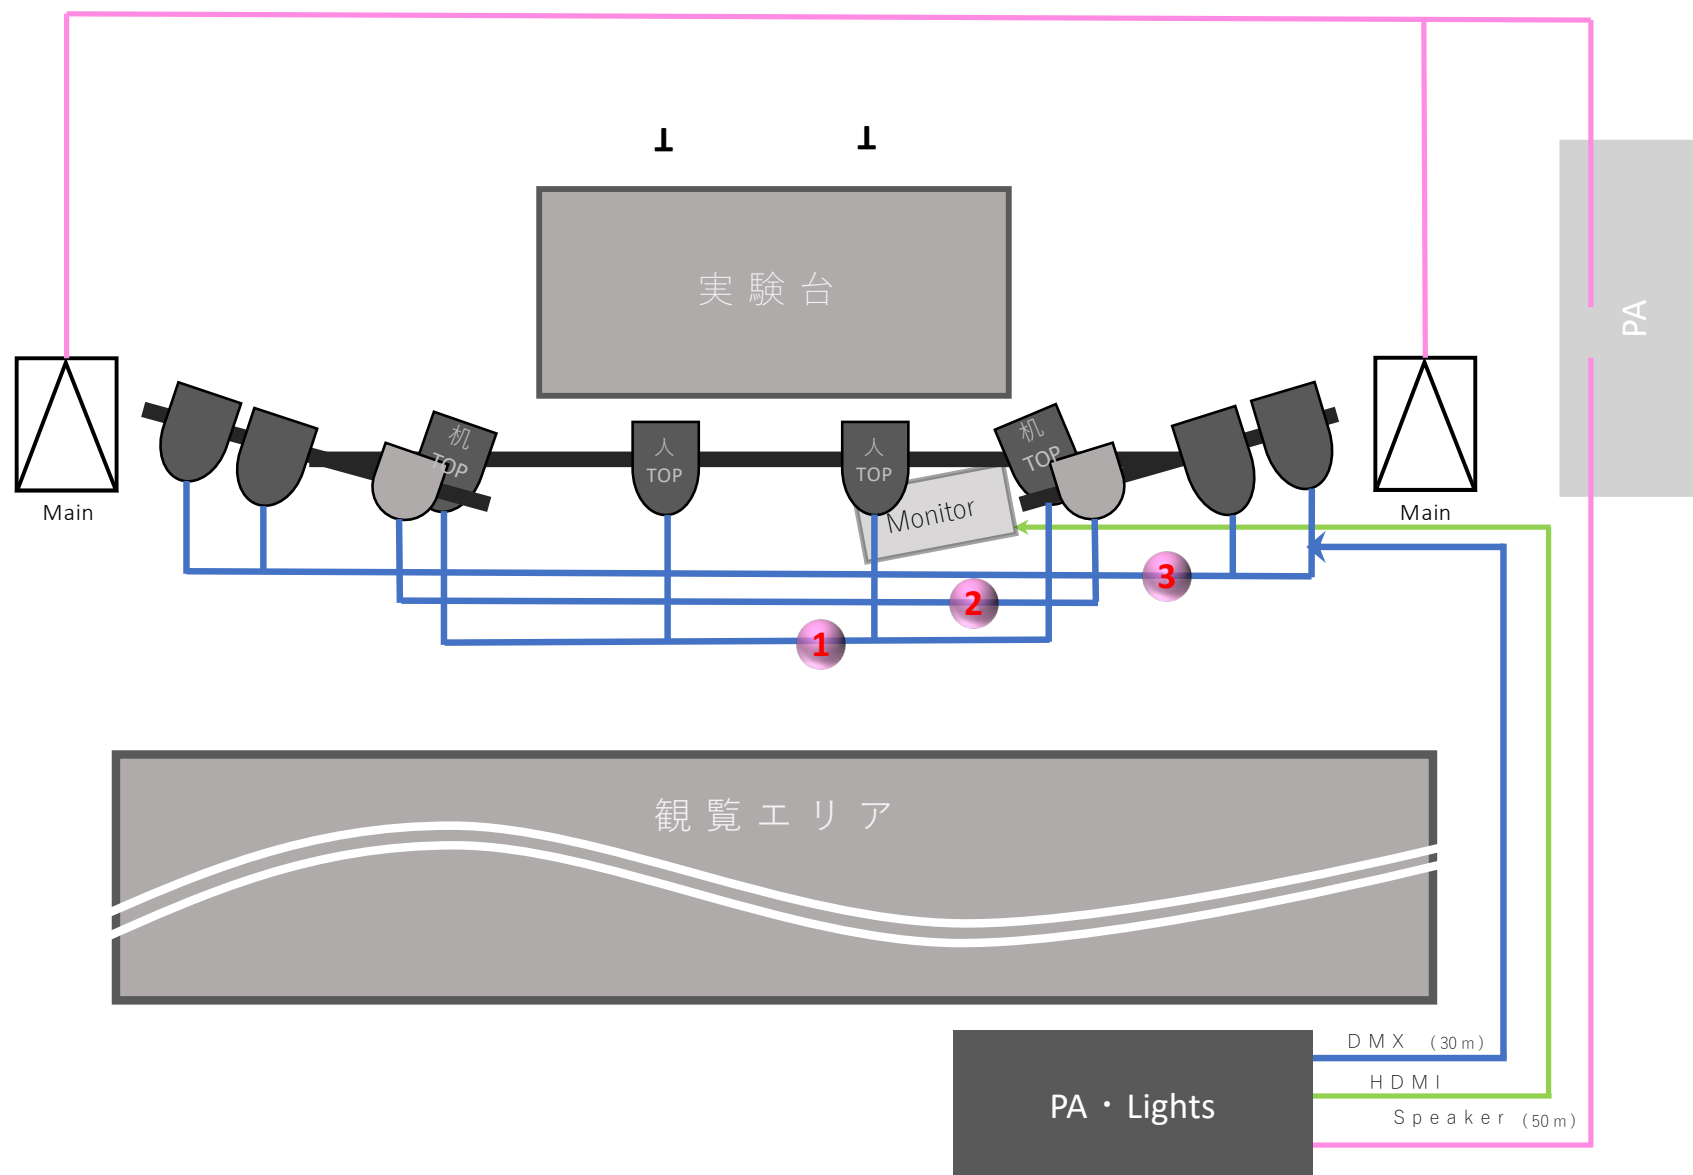 実験台
PA
Main
机
TOP
人
TOP
人
TOP
机
TOP
Monitor
Main
3
2
1
観覧エリア
DMX (30m)
HDMI
Speaker (50m)
PA・Lights